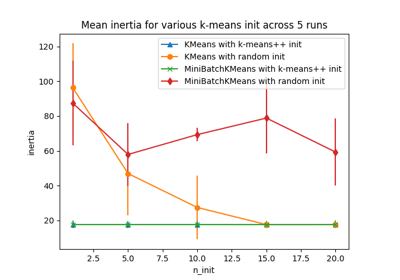 Mean inertia for various k-means init across 5 runs
120
100
80
60
40
20
inertia
KMeans with k-means++ init
KMeans with random init
MiniBatchKMeans with k-means++ init
MiniBatchKMeans with random init
2.5 5.0 7.5 10.0 12.5 15.0 17.5 20.0
n_init